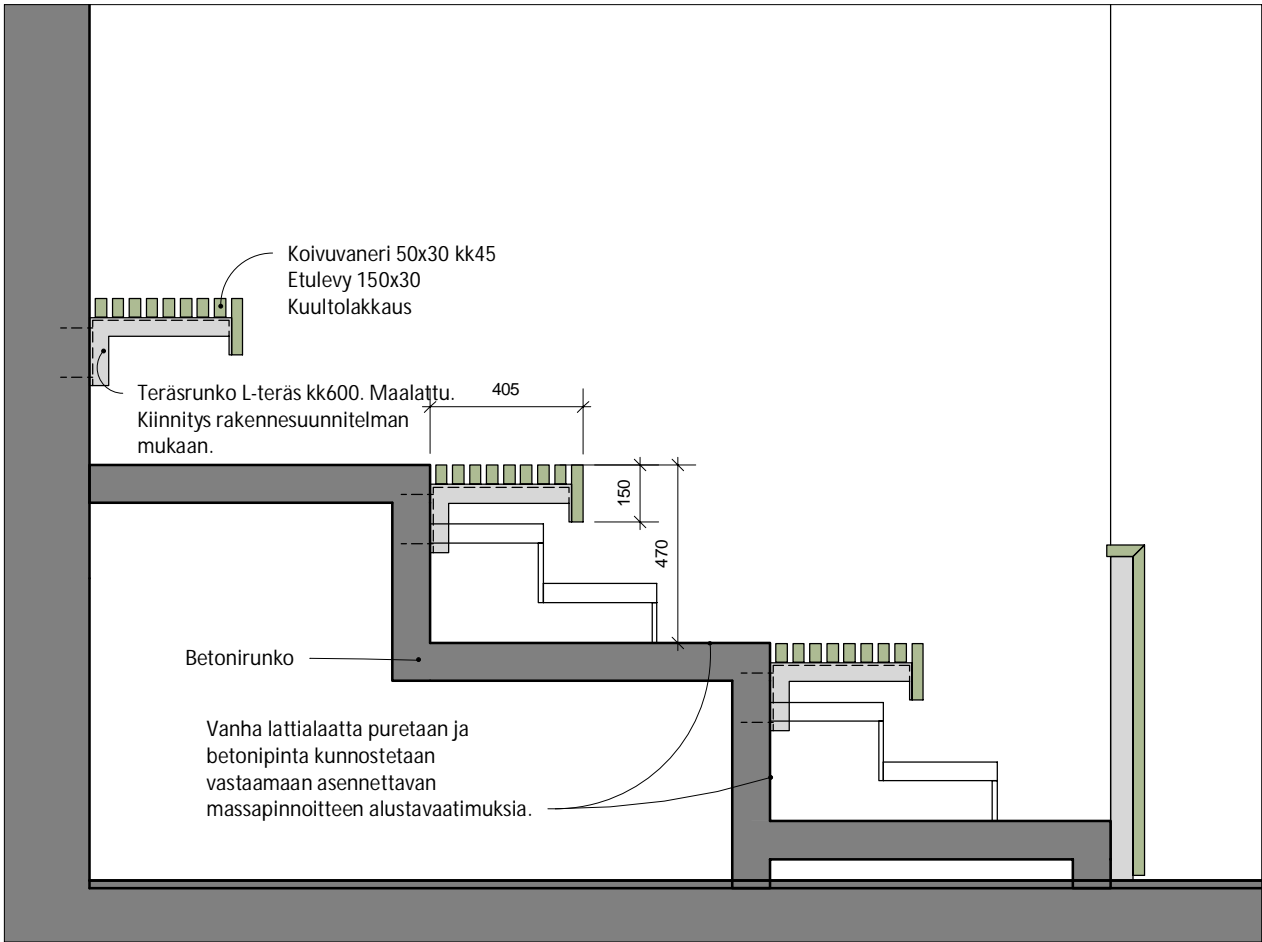 Koivuvaneri 50x30 kk45
Etulevy 150x30
Kuultolakkaus
Teräsrunko L-teräs kk600. Maalattu.
Kiinnitys rakennesuunnitelman
mukaan.
405
150
470
Betonirunko
Vanha lattialaatta puretaan ja
betonipinta kunnostetaan
vastaamaan asennettavan
massapinnoitteen alustavaatimuksia.